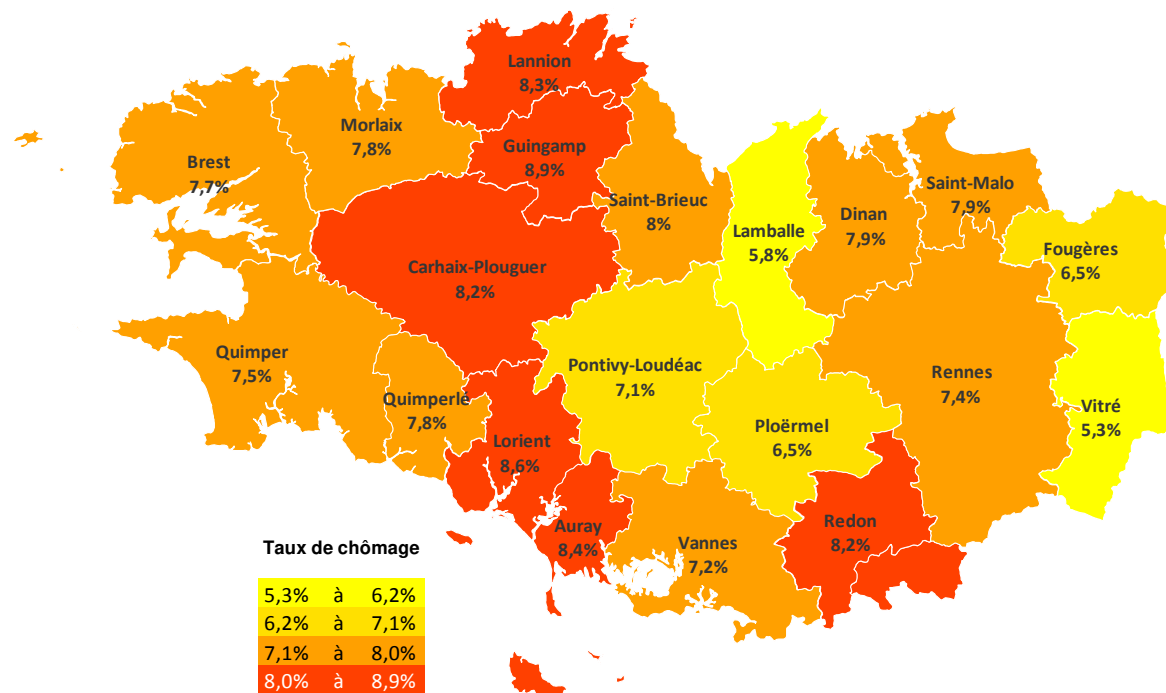 Lannion
8,3%
Morlaix
7,8%
Guingamp
8,9%
Brest
7,7%
Saint-Brieuc
8%
Saint-Malo
7,9%
Dinan
7,9%
Lamballe
5,8%
Fougères
6,5%
Carhaix-Plouguer
8,2%
Quimper
7,5%
Pontivy-Loudéac
7,1%
Rennes
7,4%
Quimperlé
7,8%
Vitré
5,3%
Ploërmel
6,5%
Lorient
8,6%
Auray
8,4%
Vannes
7,2%
Redon
8,2%
Taux de chômage
5,3% à 6,2%
6,2% à 7,1%
7,1% à 8,0%
8,0% à 8,9%